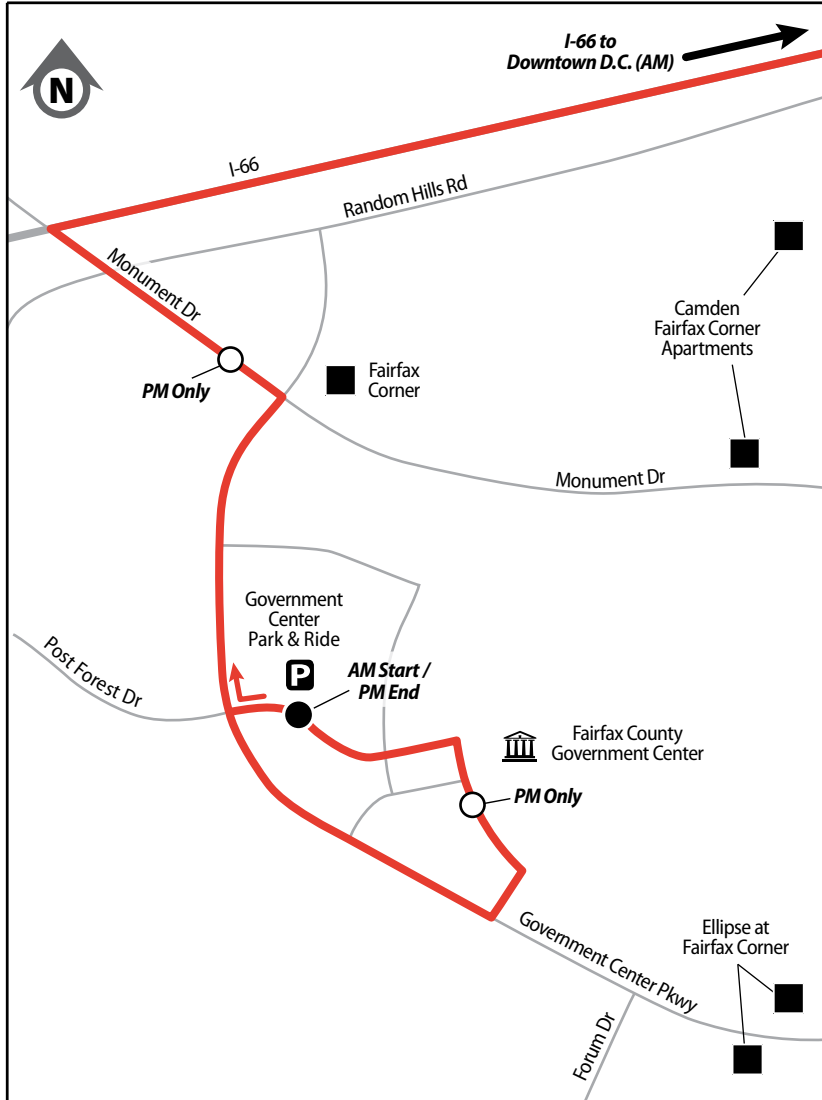 I-66 to
Downtown D.C. (AM)
N
I-66
Random Hills Rd
Monument Dr
Camden
Fairfax Corner
Apartments
PM Only
Fairfax
Corner
Monument Dr
Government
Center
Park & Ride
P
AM Start /
PM End
Post Forest Dr
Fairfax County
Government Center
PM Only
Government Center Pkwy
Ellipse at
Fairfax Corner
Forum Dr